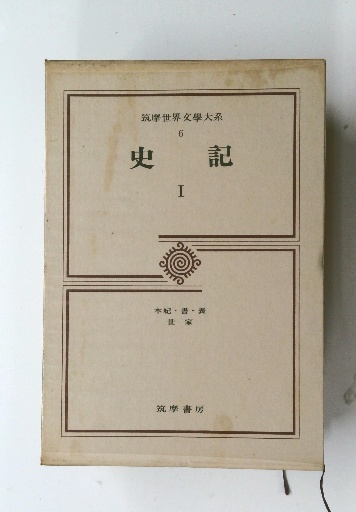 筑摩世界文學大系
6
史記
I
本紀・書・表
世家
筑摩書房